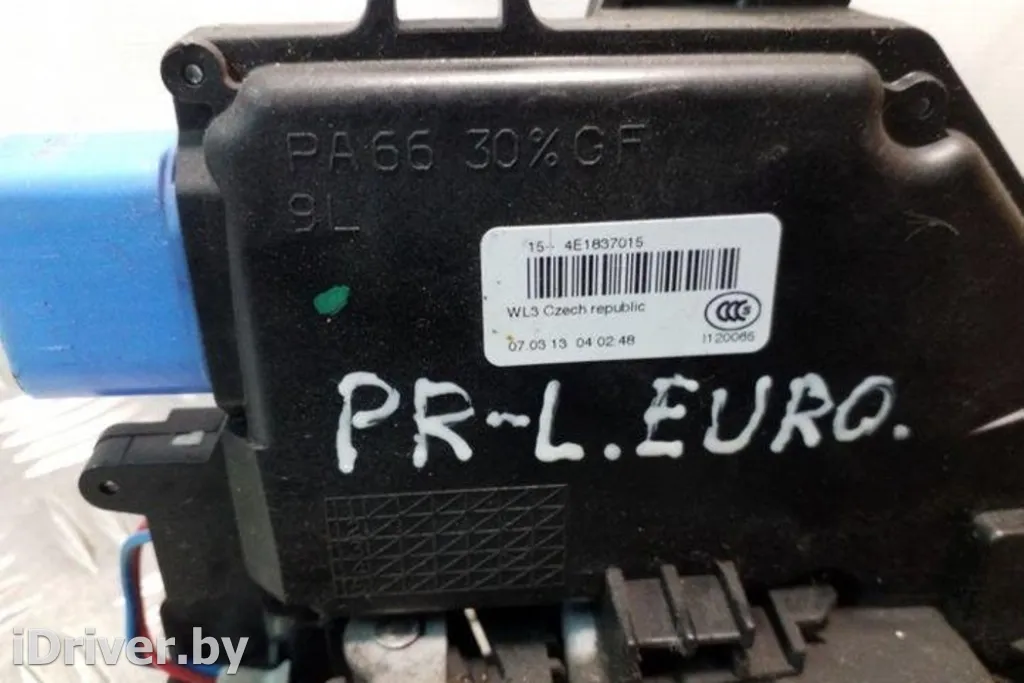 PA66 30%GF
9L
15-- 4E1837015
WL3 Czech republic
CCC S
07.03 13 04 02 48
I120085
PR-L.EURO.
iDriver.by